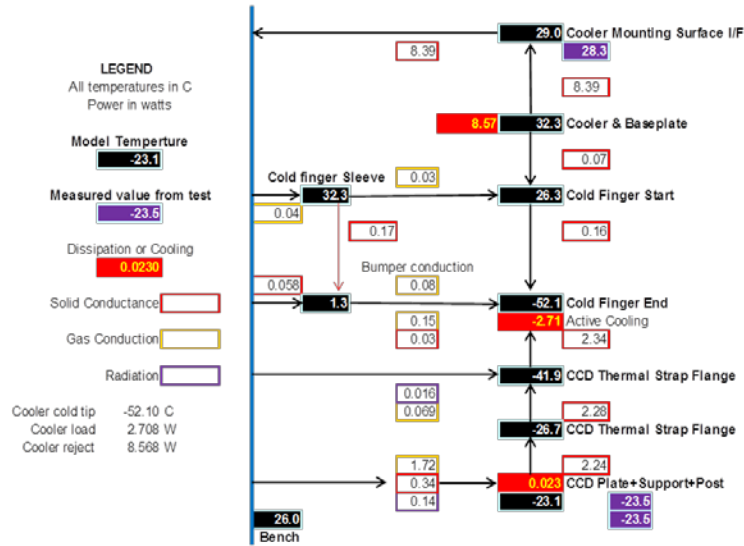 29.0 Cooler Mounting Surface I/F
8.39 28.3
LEGEND
All temperatures in C
Power in watts
8.39
Model Temperture
-23.1
8.57 32.3 Cooler & Baseplate
0.07
Measured value from test
-23.5
Cold finger Sleeve 0.03
32.3 26.3 Cold Finger Start
0.04
0.17 0.16
Dissipation or Cooling
0.0230
Bumper conduction
0.058 0.08
Solid Conductance 1.3 -52.1 Cold Finger End
0.15 -2.71 Active Cooling
Gas Conduction 0.03 2.34
Radiation -41.9 CCD Thermal Strap Flange
0.016
0.069 2.28
Cooler cold tip -52.10 C
Cooler load 2.708 W
Cooler reject 8.568 W
-26.7 CCD Thermal Strap Flange
1.72 2.24
0.34 0.023 CCD Plate+Support+Post
0.14 -23.1 -23.5
26.0 -23.5
Bench